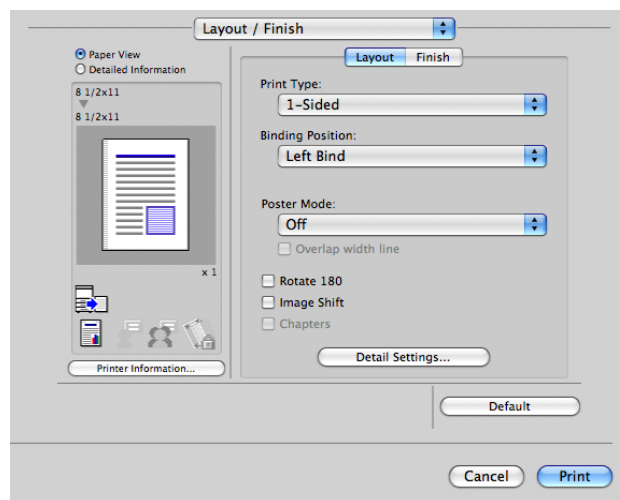 Layout / Finish
Paper View
Detailed Information
8 1/2x11
8 1/2x11
x 1
Printer Information...
Layout Finish
Print Type:
1-Sided
Binding Position:
Left Bind
Poster Mode:
Off
Overlap width line
Rotate 180
Image Shift
Chapters
Detail Settings...
Default
Cancel Print